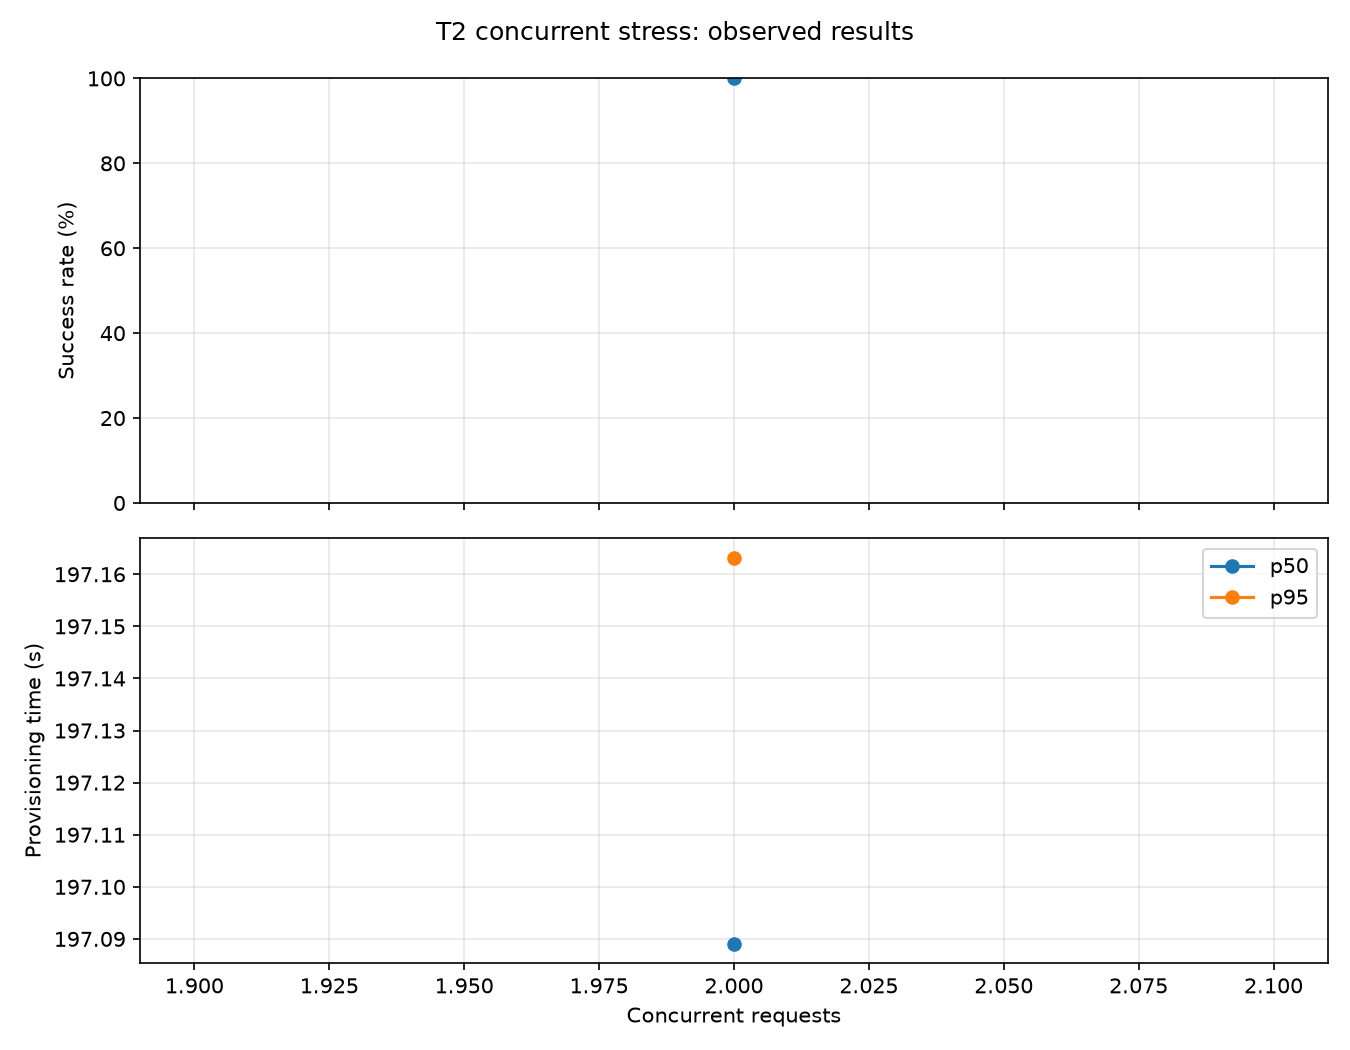 T2 concurrent stress: observed results
100
80
60
40
20
0
Success rate (%)
197.16
197.15
197.14
197.13
197.12
197.11
197.10
197.09
Provisioning time (s)
p50
p95
1.900 1.925 1.950 1.975 2.000 2.025 2.050 2.075 2.100
Concurrent requests